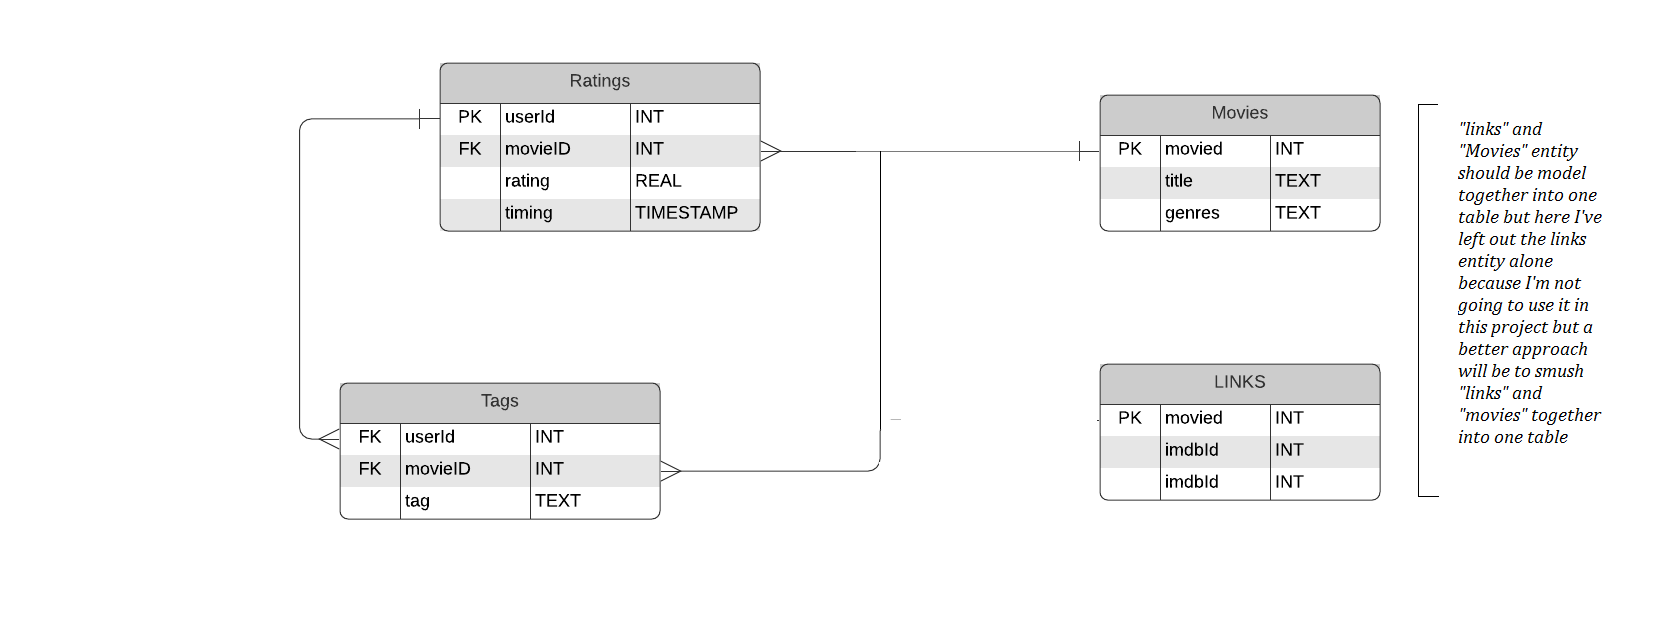 Ratings
PK userId INT
FK movieID INT
rating REAL
timing TIMESTAMP
Movies
PK movied INT
title TEXT
genres TEXT
"links" and
"Movies" entity
should be model
together into one
table but here I've
left out the links
entity alone
because I'm not
going to use it in
this project but a
better approach
will be to smush
"links" and
"movies" together
into one table
LINKS
PK movied INT
imdbId INT
imdbId INT
Tags
FK userId INT
FK movieID INT
tag TEXT